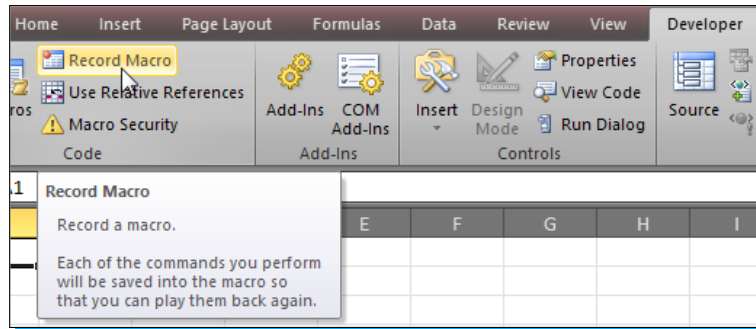 Home Insert Page Layout Formulas Data Review View Developer
Record Macro
Use Relative References
Macro Security
ros
Code
Add-Ins
COM
Add-Ins
Add-Ins
Insert
Design
Mode
Properties
View Code
Run Dialog
Controls
Source
A1
Record Macro
Record a macro.
Each of the commands you perform
will be saved into the macro so
that you can play them back again.
E F G H I